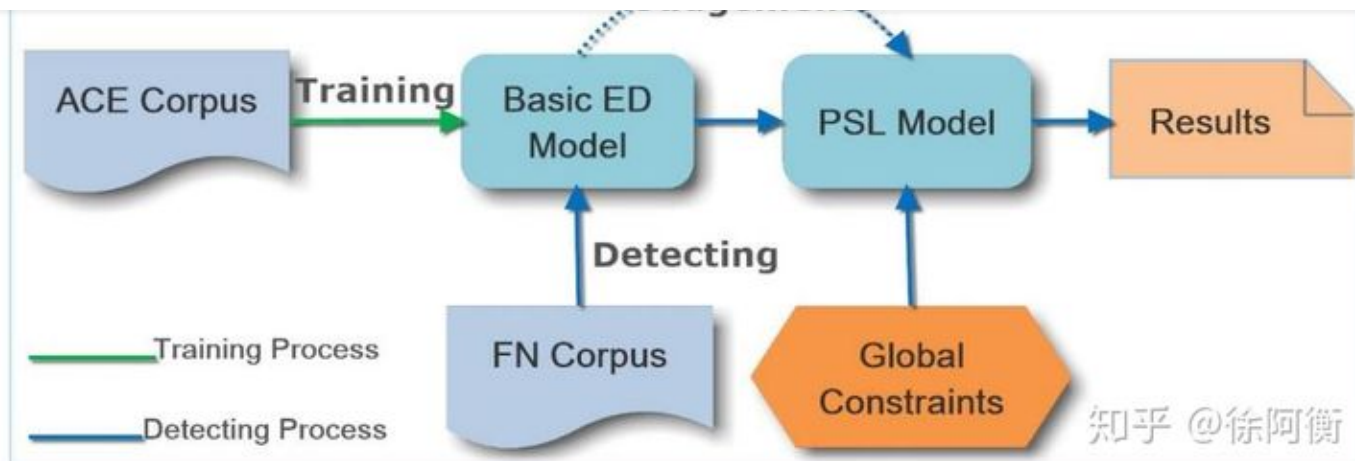 ACE Corpus
Training
Basic ED
Model
PSL Model
Results
Detecting
Training Process
FN Corpus
Global
Constraints
Detecting Process
知乎 @徐阿衡